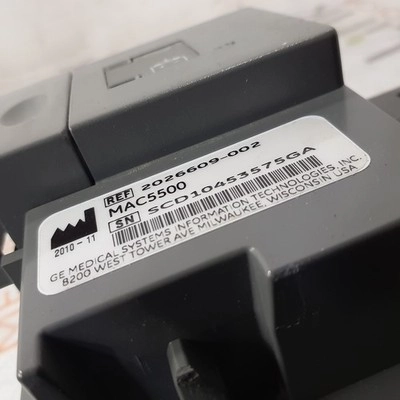 REF 2026609-002
MAC5500
SN SCD10453575GA
2010-11
GE MEDICAL SYSTEMS INFORMATION TECHNOLOGIES, INC.
8200 WEST TOWER AVE MILWAUKEE, WISCONSIN USA